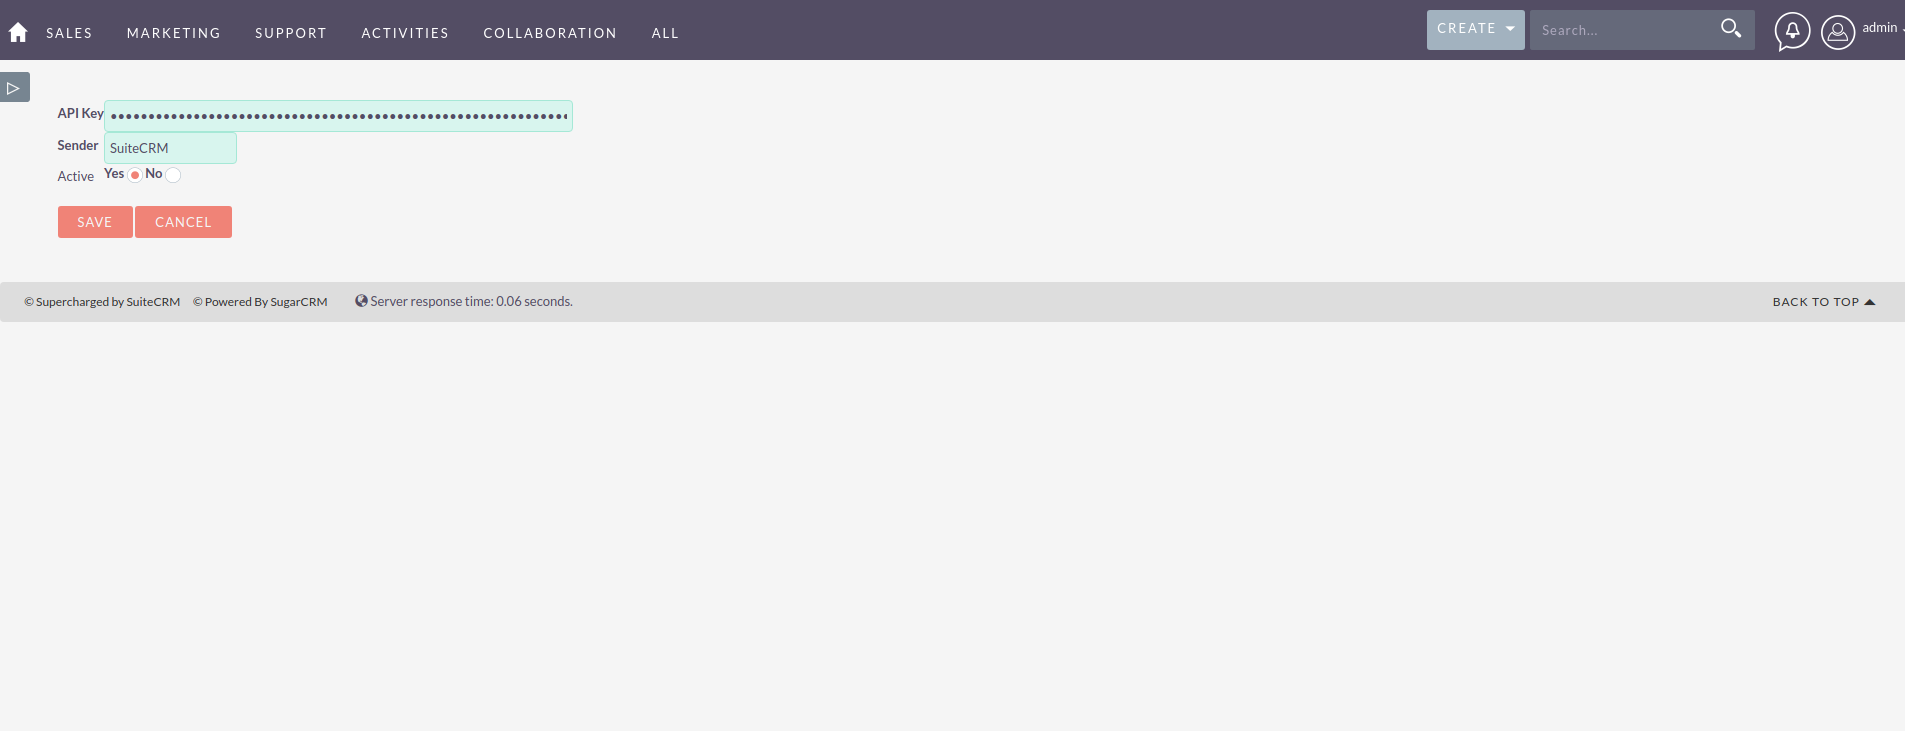 SALES MARKETING SUPPORT ACTIVITIES COLLABORATION ALL CREATE Search... admin
API Key ••••••••••••••••••••••••••••••••••••••••••••••••••••••••••••••
Sender SuiteCRM
Active Yes No
SAVE CANCEL
© Supercharged by SuiteCRM © Powered By SugarCRM Server response time: 0.06 seconds. BACK TO TOP